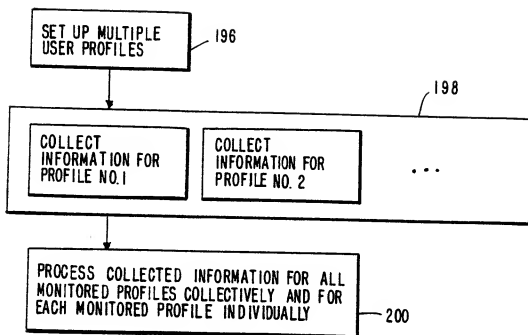 SET UP MULTIPLE
USER PROFILES
196
198
COLLECT
INFORMATION FOR
PROFILE NO.1
COLLECT
INFORMATION FOR
PROFILE NO. 2
...
PROCESS COLLECTED INFORMATION FOR ALL
MONITORED PROFILES COLLECTIVELY AND FOR
EACH MONITORED PROFILE INDIVIDUALLY
200